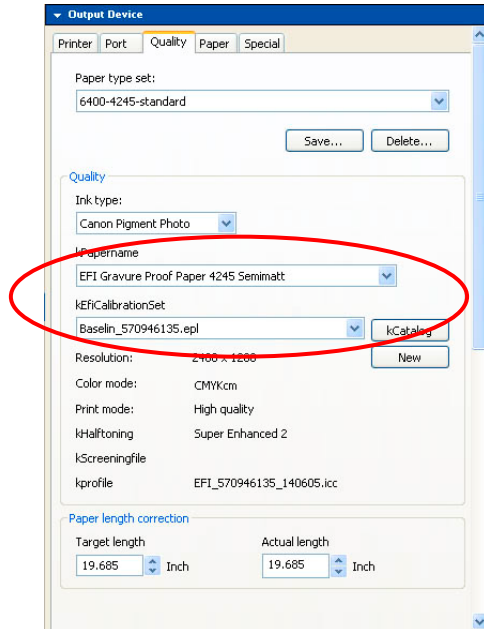 Output Device
Printer Port Quality Paper Special
Paper type set:
6400-4245-standard
Save... Delete...
Quality
Ink type:
Canon Pigment Photo
kPapername
EFI Gravure Proof Paper 4245 Semimatt
kEfiCalibrationSet
Baselin_570946135.epl kCatalog
Resolution: 2400 x 1200 New
Color mode: CMYKcm
Print mode: High quality
kHalftoning Super Enhanced 2
kScreeningfile
kprofile EFI_570946135_140605.icc
Paper length correction
Target length Actual length
19.685 Inch 19.685 Inch